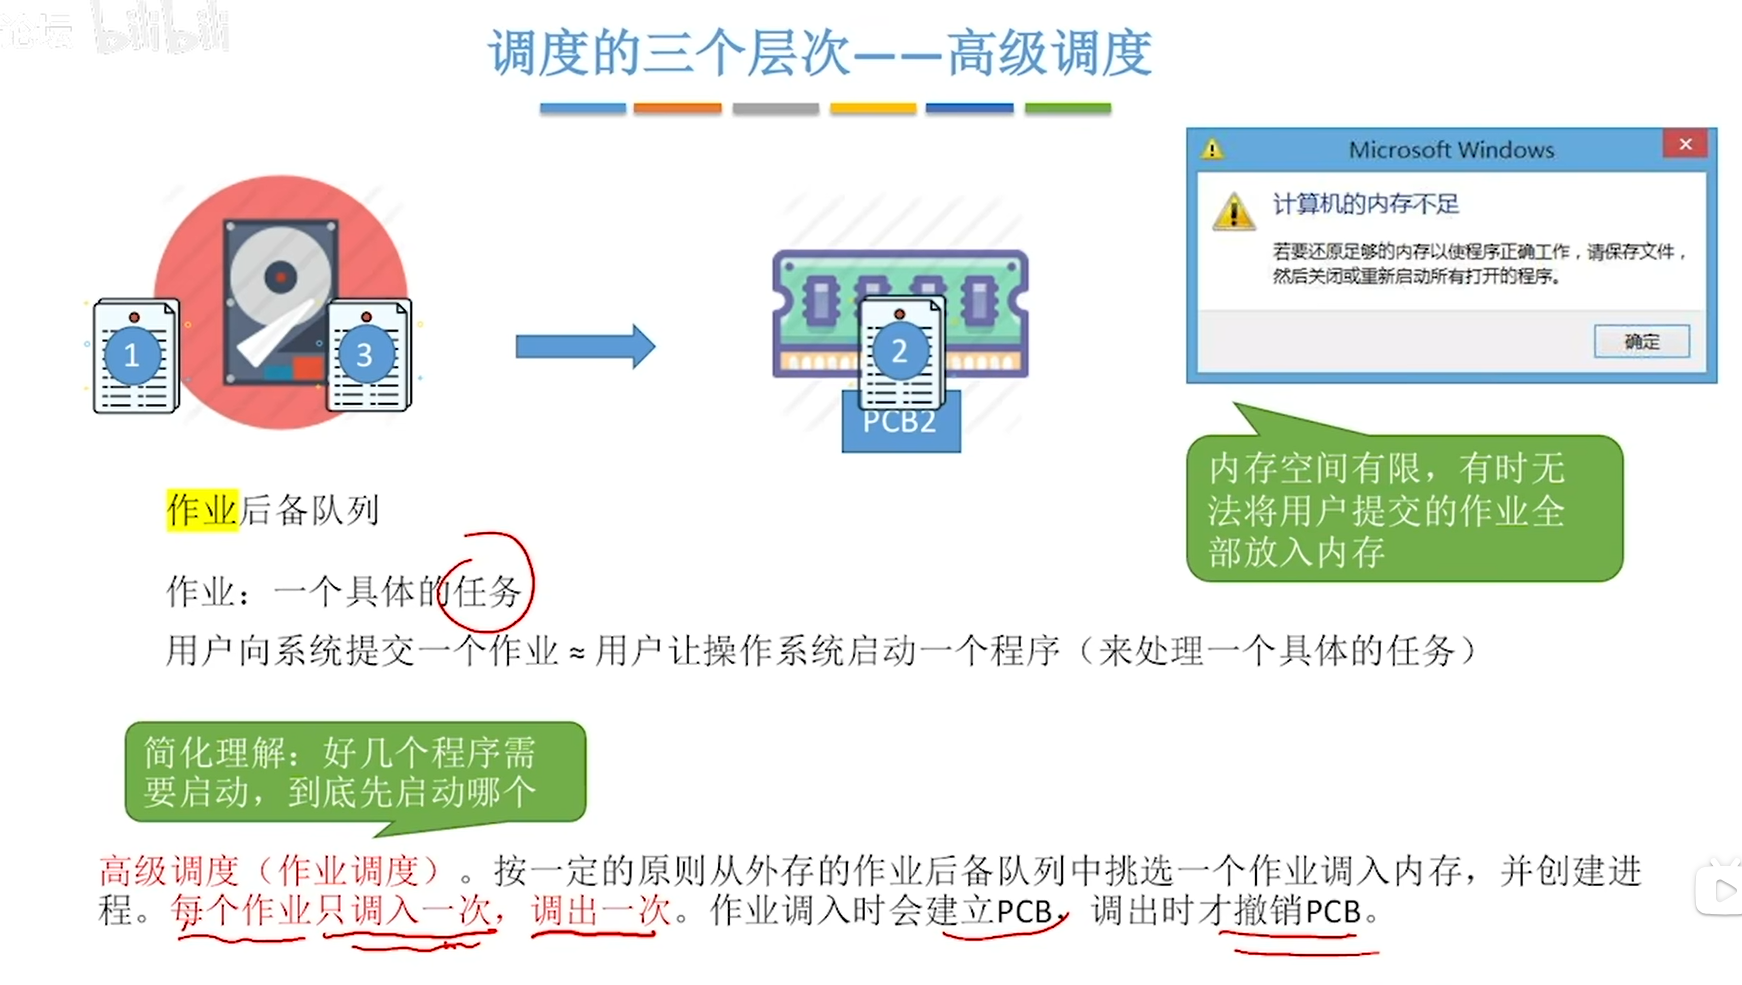 论坛 bilibili
调度的三个层次——高级调度
Microsoft Windows
计算机的内存不足
若要还原足够的内存以使程序正确工作，请保存文件，
然后关闭或重新启动所有打开的程序。
确定
1
3
2
PCB2
内存空间有限，有时无
法将用户提交的作业全
部放入内存
作业后备队列
作业：一个具体的任务
用户向系统提交一个作业 ≈ 用户让操作系统启动一个程序（来处理一个具体的任务）
简化理解：好几个程序需
要启动，到底先启动哪个
高级调度（作业调度）。按一定的原则从外存的作业后备队列中挑选一个作业调入内存，并创建进
程。每个作业只调入一次，调出一次。作业调入时会建立PCB，调出时才撤销PCB。